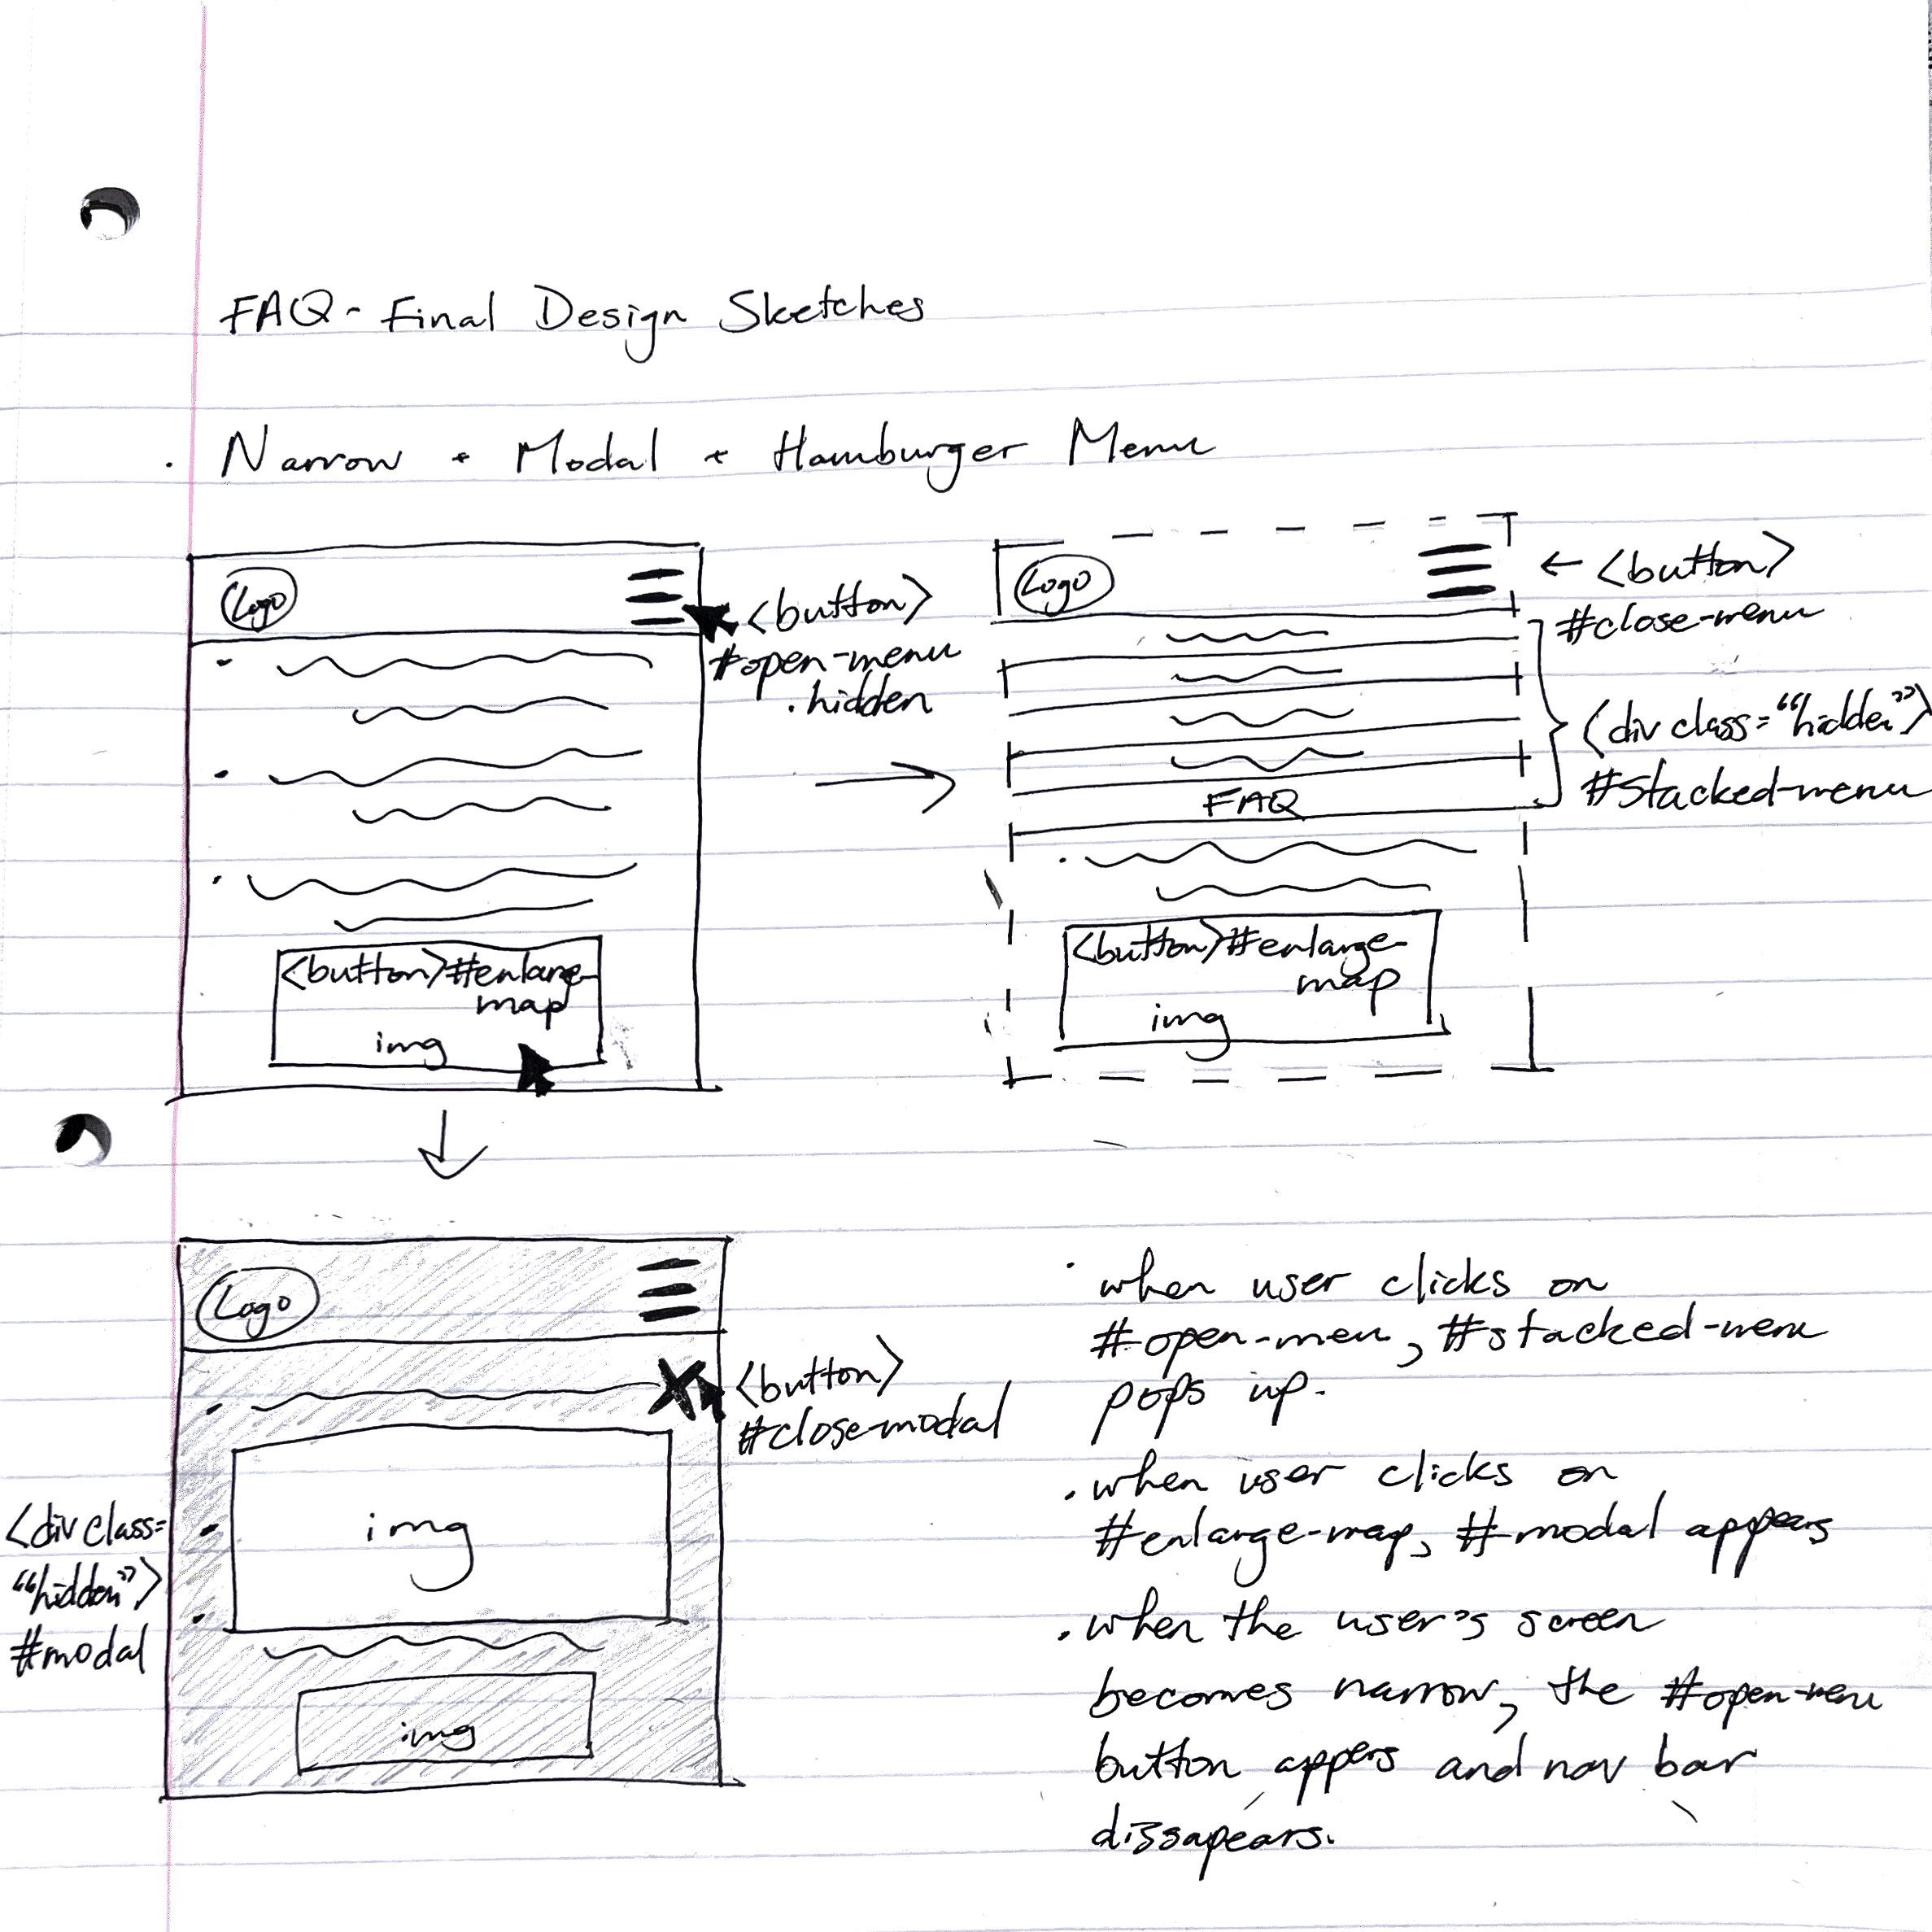 FAQ - Final Design Sketches
. Narrow + Modal + Hamburger Menu
Logo
<button>
#open-menu
.hidden
<button>#enlarge-
map
img
Logo
← <button>
#close-menu
<div class="hidden">
#stacked-menu
FAQ
<button>#enlarge-
map
img
Logo
<button>
#close-modal
img
<div class=
"hidden">
#modal
img
· when user clicks on
#open-menu, #stacked-menu
pops up.
. when user clicks on
#enlarge-map, #modal appears
. when the user's screen
becomes narrow, the #open-menu
button appers and nav bar
dissapears.